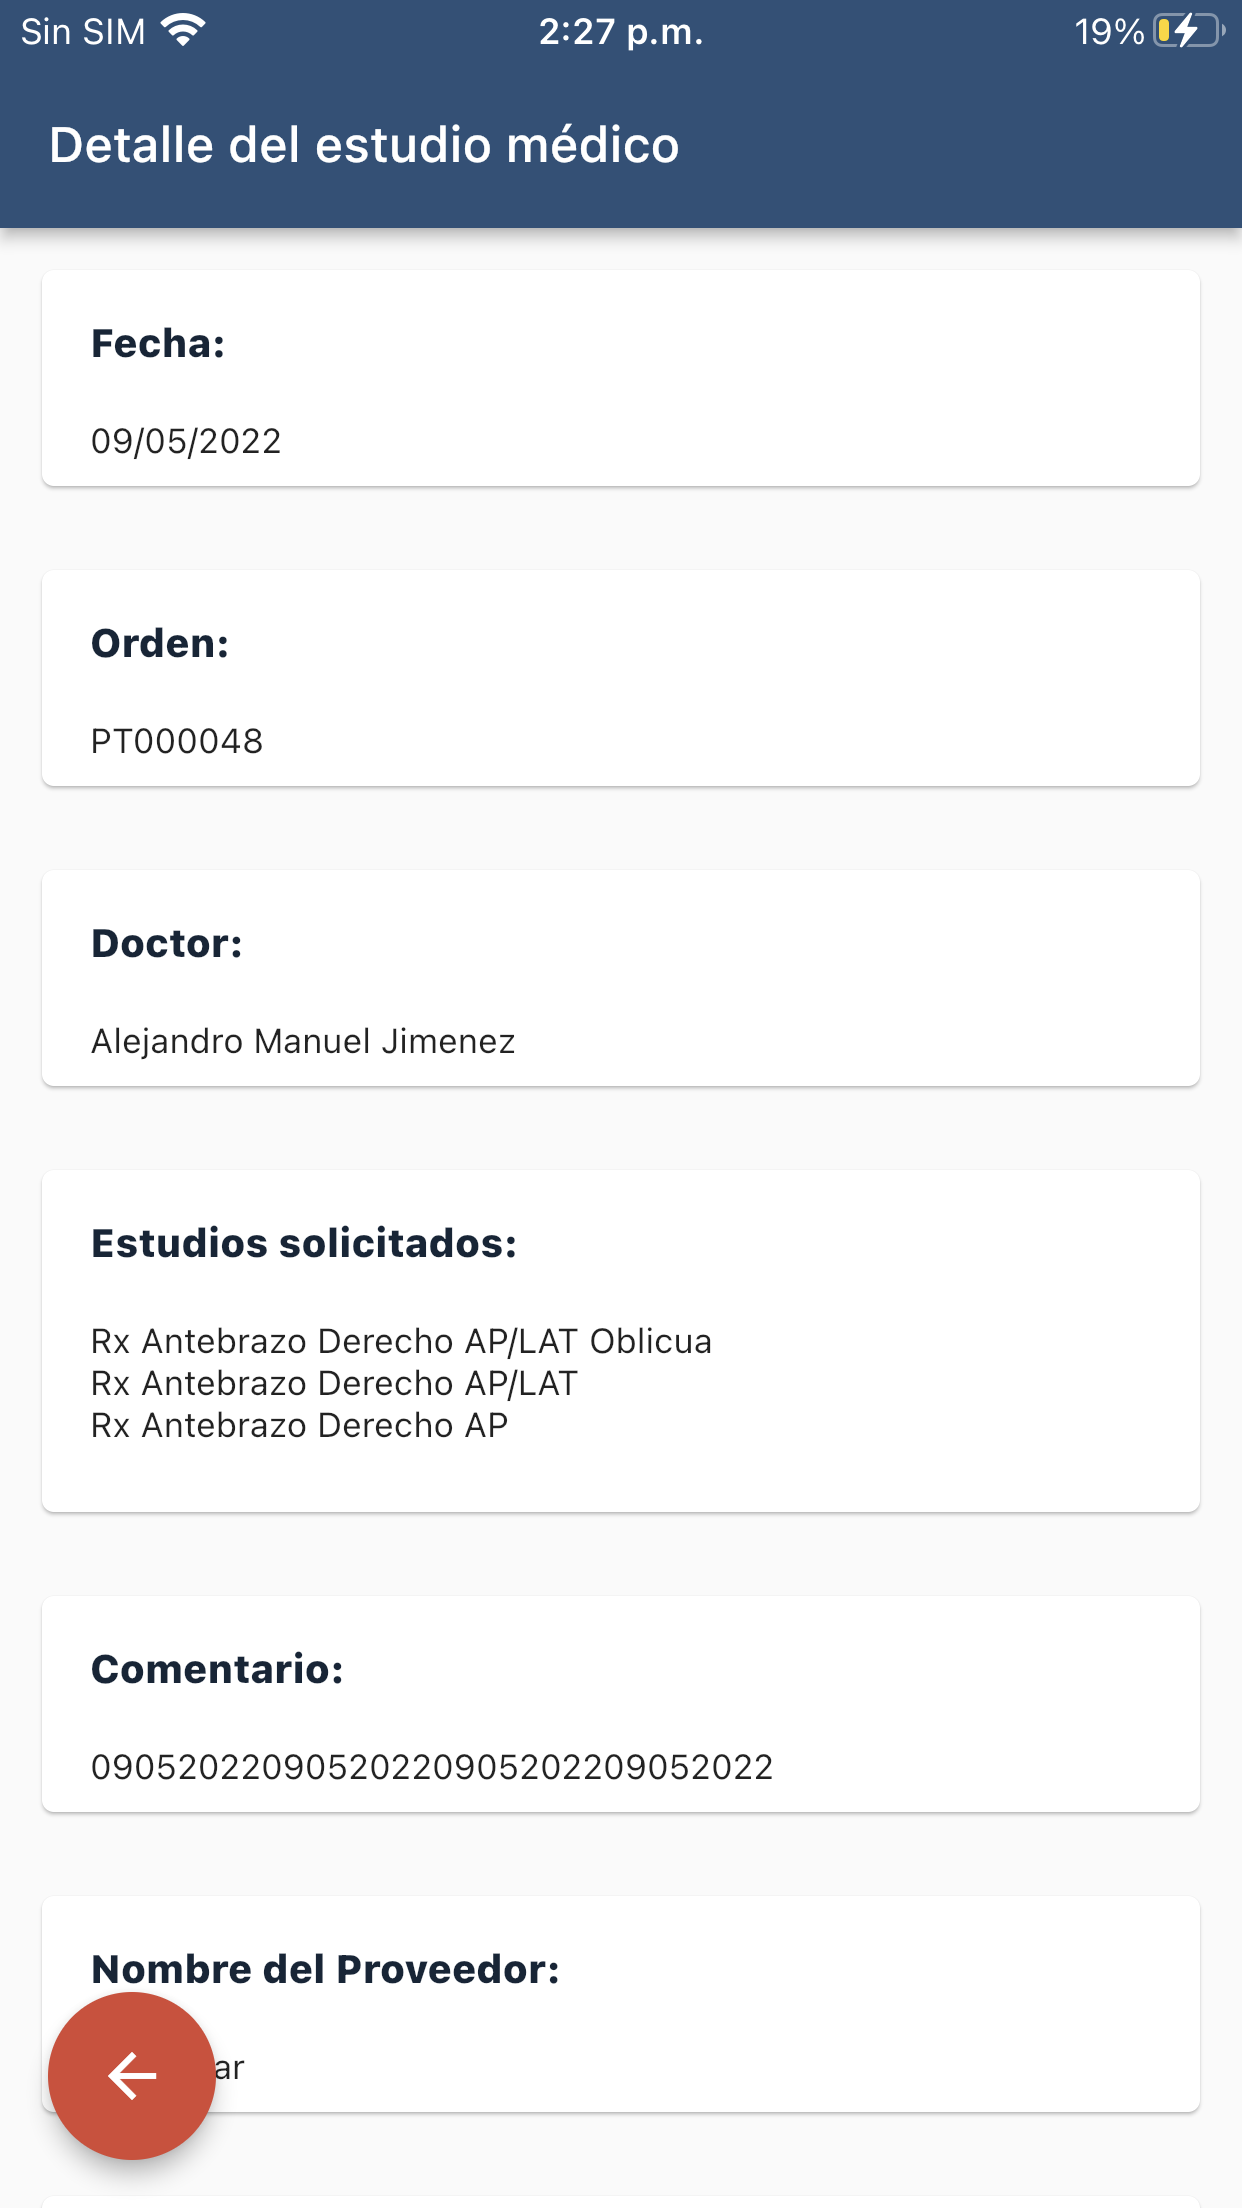 Sin SIM 2:27 p.m. 19%
Detalle del estudio médico
Fecha:
09/05/2022
Orden:
PT000048
Doctor:
Alejandro Manuel Jimenez
Estudios solicitados:
Rx Antebrazo Derecho AP/LAT Oblicua
Rx Antebrazo Derecho AP/LAT
Rx Antebrazo Derecho AP
Comentario:
09052022090520220905202209052022
Nombre del Proveedor: